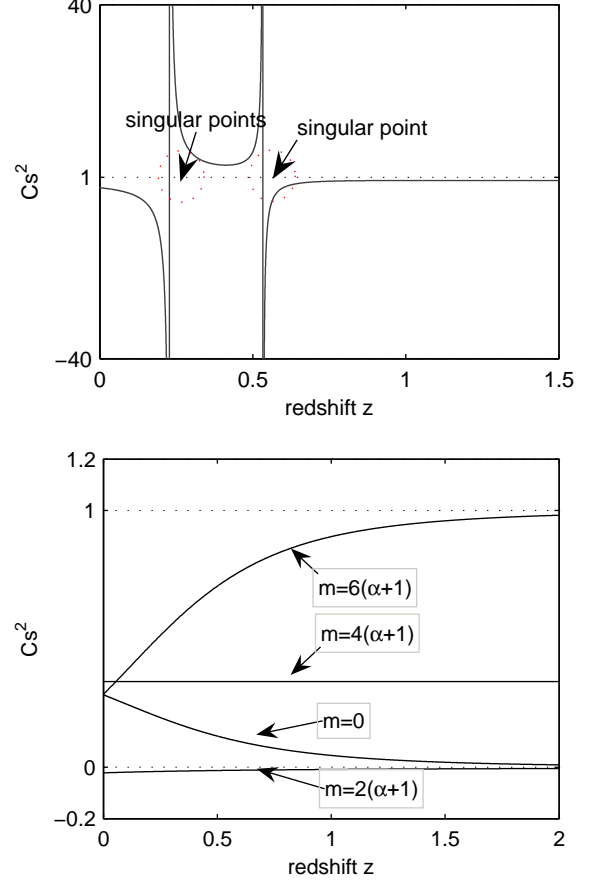 40
singular points
singular point
Cs²
1
−40
0
0.5
1
1.5
redshift z
1.2
1
m=6(α+1)
m=4(α+1)
Cs²
m=0
0
m=2(α+1)
−0.2
0
0.5
1
1.5
2
redshift z